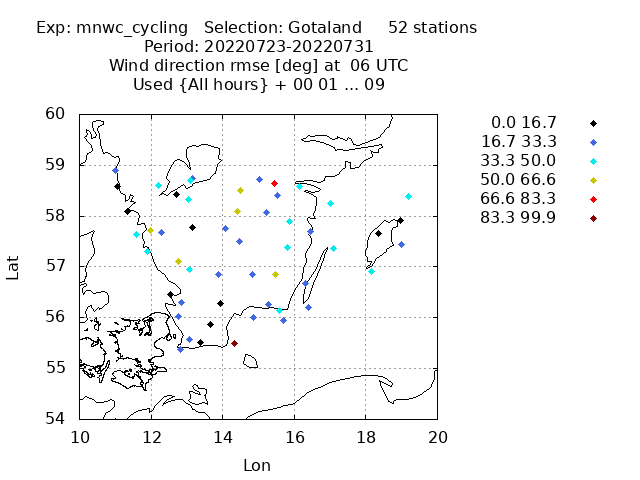 Exp: mnwc_cycling   Selection: Gotaland     52 stations
Period: 20220723-20220731
Wind direction rmse [deg] at  06 UTC
Used {All hours} + 00 01 ... 09
0.0 16.7
16.7 33.3
33.3 50.0
50.0 66.6
66.6 83.3
83.3 99.9
60
59
58
57
56
55
54
Lat
10 12 14 16 18 20
Lon